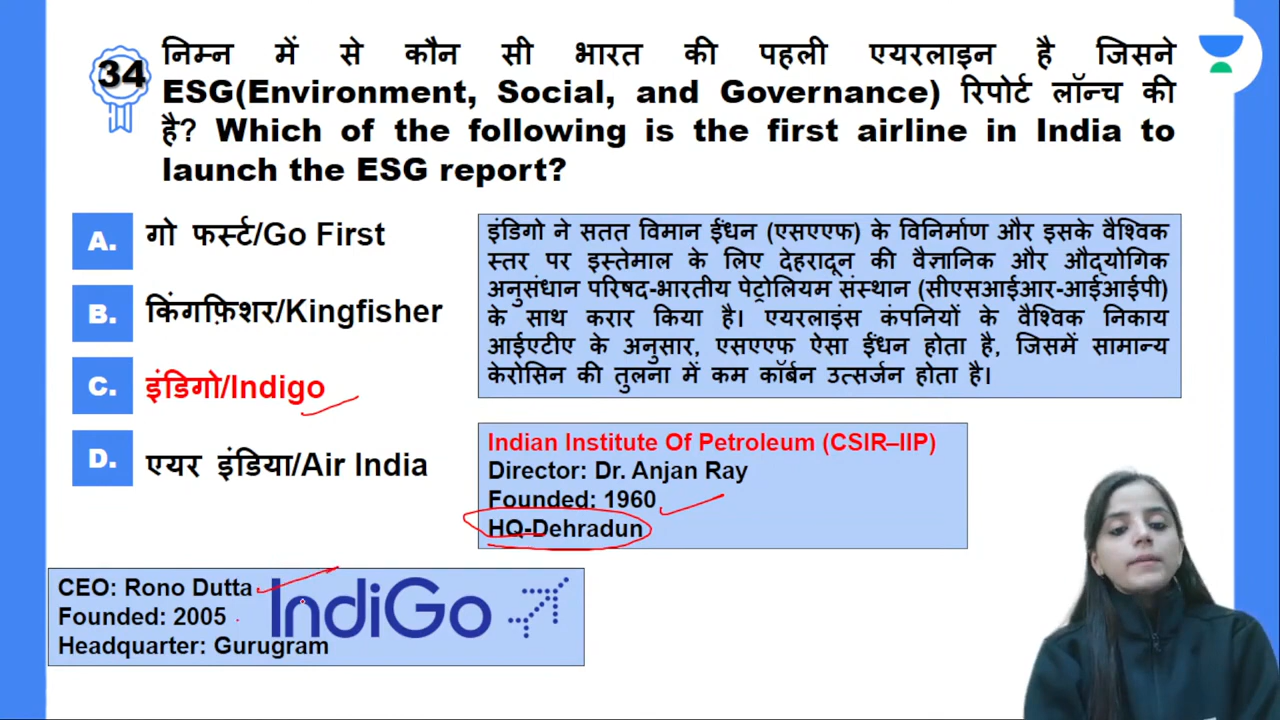 34
निम्न में से कौन सी भारत की पहली एयरलाइन है जिसने
ESG(Environment, Social, and Governance) रिपोर्ट लॉन्च की
है? Which of the following is the first airline in India to
launch the ESG report?
A. गो फर्स्ट/Go First
B. किंगफ़िशर/Kingfisher
C. इंडिगो/Indigo
D. एयर इंडिया/Air India
इंडिगो ने सतत विमान ईंधन (एसएएफ) के विनिर्माण और इसके वैश्विक
स्तर पर इस्तेमाल के लिए देहरादून की वैज्ञानिक और औद्योगिक
अनुसंधान परिषद-भारतीय पेट्रोलियम संस्थान (सीएसआईआर-आईआईपी)
के साथ करार किया है। एयरलाइंस कंपनियों के वैश्विक निकाय
आईएटीए के अनुसार, एसएएफ ऐसा ईंधन होता है, जिसमें सामान्य
केरोसिन की तुलना में कम कॉर्बन उत्सर्जन होता है।
Indian Institute Of Petroleum (CSIR–IIP)
Director: Dr. Anjan Ray
Founded: 1960
HQ-Dehradun
CEO: Rono Dutta
Founded: 2005
Headquarter: Gurugram
IndiGo